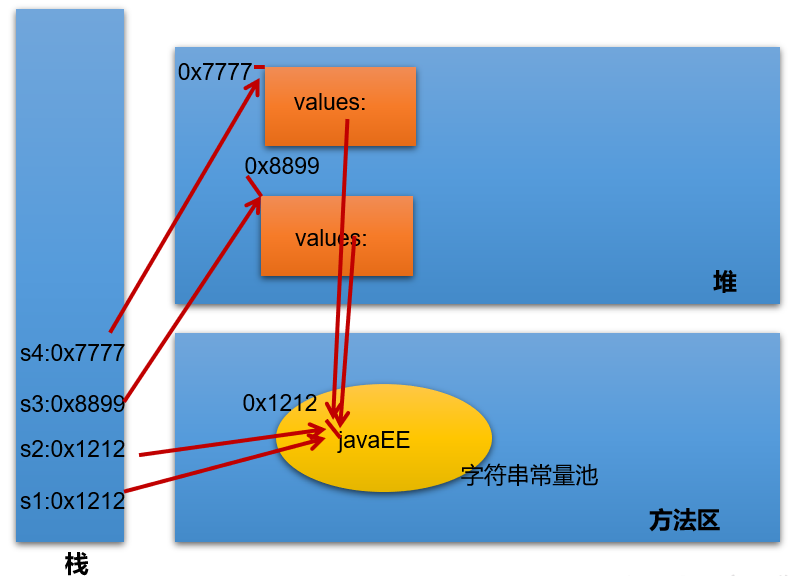 0x7777
values:
0x8899
values:
堆
s4:0x7777
s3:0x8899
s2:0x1212
s1:0x1212
栈
0x1212
javaEE
字符串常量池
方法区